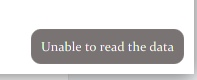 Unable to read the data